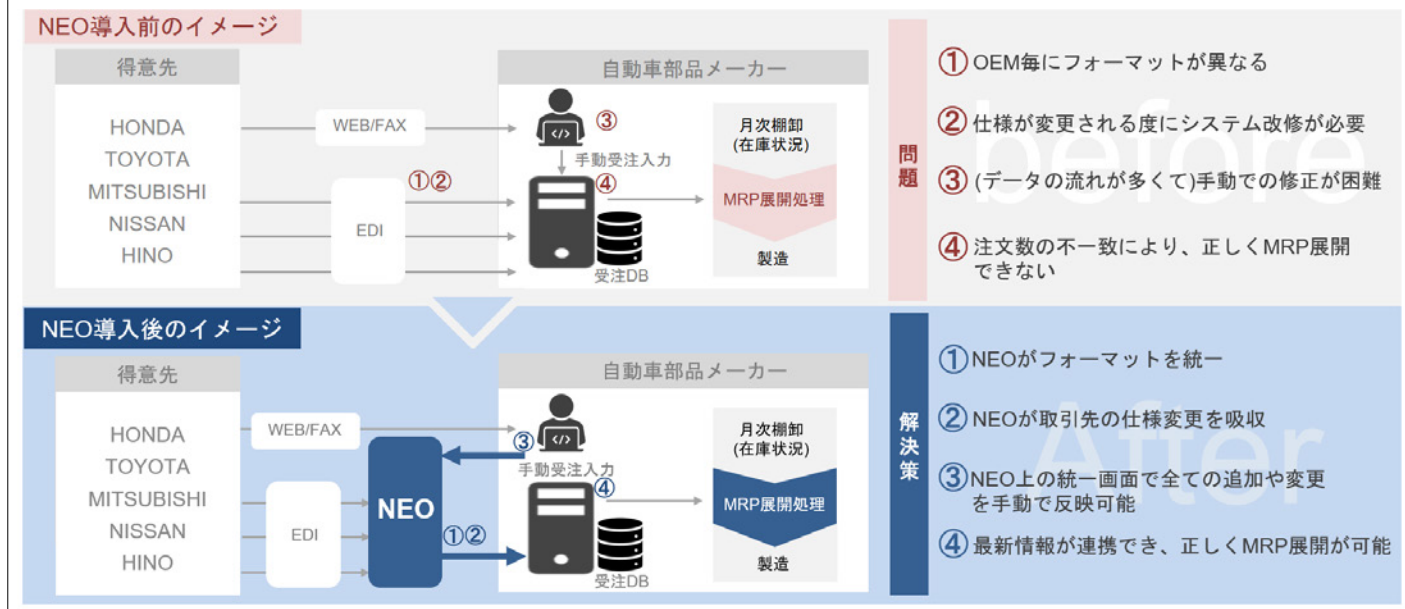 NEO導入前のイメージ
得意先
HONDA
TOYOTA
MITSUBISHI
NISSAN
HINO
WEB/FAX
①②
EDI
自動車部品メーカー
③
手動受注入力
④
受注DB
月次棚卸
(在庫状況)
MRP展開処理
製造
問題
before
①OEM毎にフォーマットが異なる
②仕様が変更される度にシステム改修が必要
③(データの流れが多くて)手動での修正が困難
④注文数の不一致により、正しくMRP展開
できない
NEO導入後のイメージ
得意先
HONDA
TOYOTA
MITSUBISHI
NISSAN
HINO
WEB/FAX
EDI
NEO
①②
自動車部品メーカー
③
手動受注入力
④
受注DB
月次棚卸
(在庫状況)
MRP展開処理
製造
解決策
After
①NEOがフォーマットを統一
②NEOが取引先の仕様変更を吸収
③NEO上の統一画面で全ての追加や変更
を手動で反映可能
④最新情報が連携でき、正しくMRP展開が可能